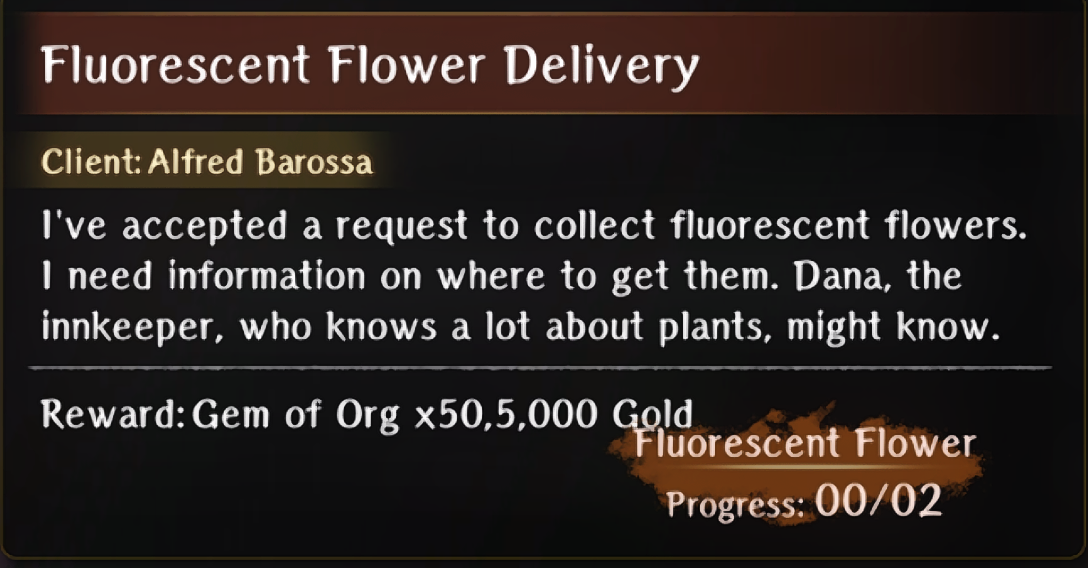 Fluorescent Flower Delivery
Client: Alfred Barossa
I've accepted a request to collect fluorescent flowers.
I need information on where to get them. Dana, the
innkeeper, who knows a lot about plants, might know.
Reward: Gem of Org x50,5,000 Gold
Fluorescent Flower
Progress: 00/02